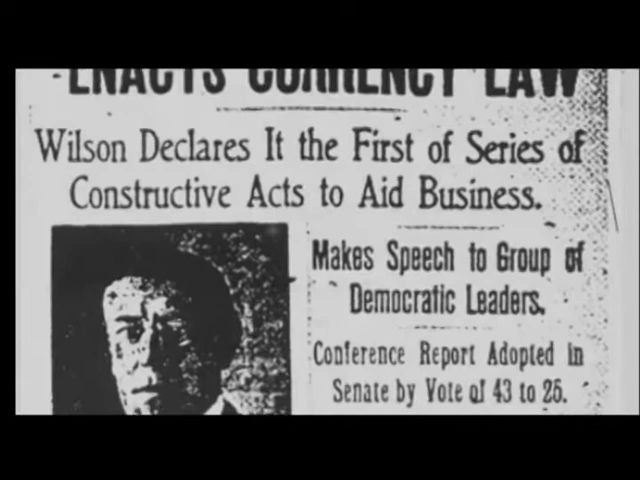 ENACTS CURRENCY LAW
Wilson Declares It the First of Series of
Constructive Acts to Aid Business.
Makes Speech to Group of
Democratic Leaders.
Conference Report Adopted in
Senate by Vote of 43 to 25.